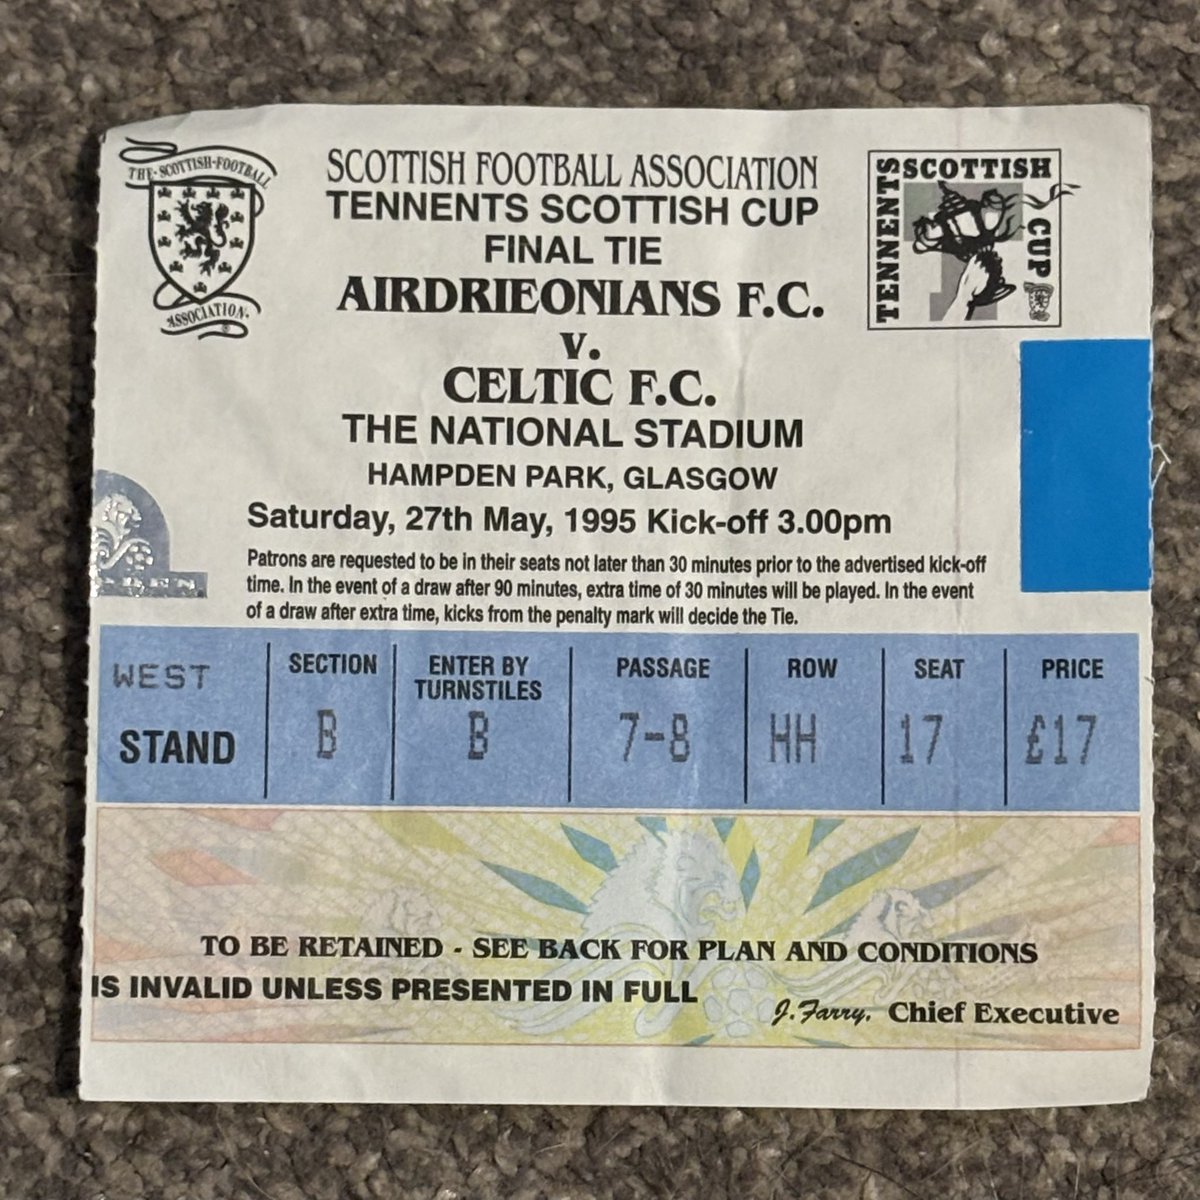 THE · SCOTTISH · FOOTBALL
ASSOCIATION.
SCOTTISH FOOTBALL ASSOCIATION
TENNENTS SCOTTISH CUP
FINAL TIE
AIRDRIEONIANS F.C.
v.
CELTIC F.C.
THE NATIONAL STADIUM
HAMPDEN PARK, GLASGOW
Saturday, 27th May, 1995 Kick-off 3.00pm
TENNENTS
SCOTTISH
CUP
Patrons are requested to be in their seats not later than 30 minutes prior to the advertised kick-off
time. In the event of a draw after 90 minutes, extra time of 30 minutes will be played. In the event
of a draw after extra time, kicks from the penalty mark will decide the Tie.
WEST
STAND
SECTION
B
ENTER BY
TURNSTILES
B
PASSAGE
7-8
ROW
HH
SEAT
17
PRICE
£17
TO BE RETAINED - SEE BACK FOR PLAN AND CONDITIONS
IS INVALID UNLESS PRESENTED IN FULL
J. Farry, Chief Executive